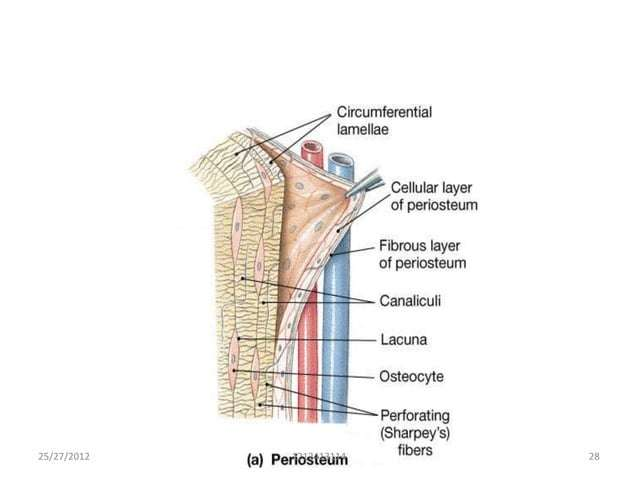 Circumferential
lamellae
Cellular layer
of periosteum
Fibrous layer
of periosteum
Canaliculi
Lacuna
Osteocyte
Perforating
(Sharpey's)
fibers
(a) Periosteum
25/27/2012
28